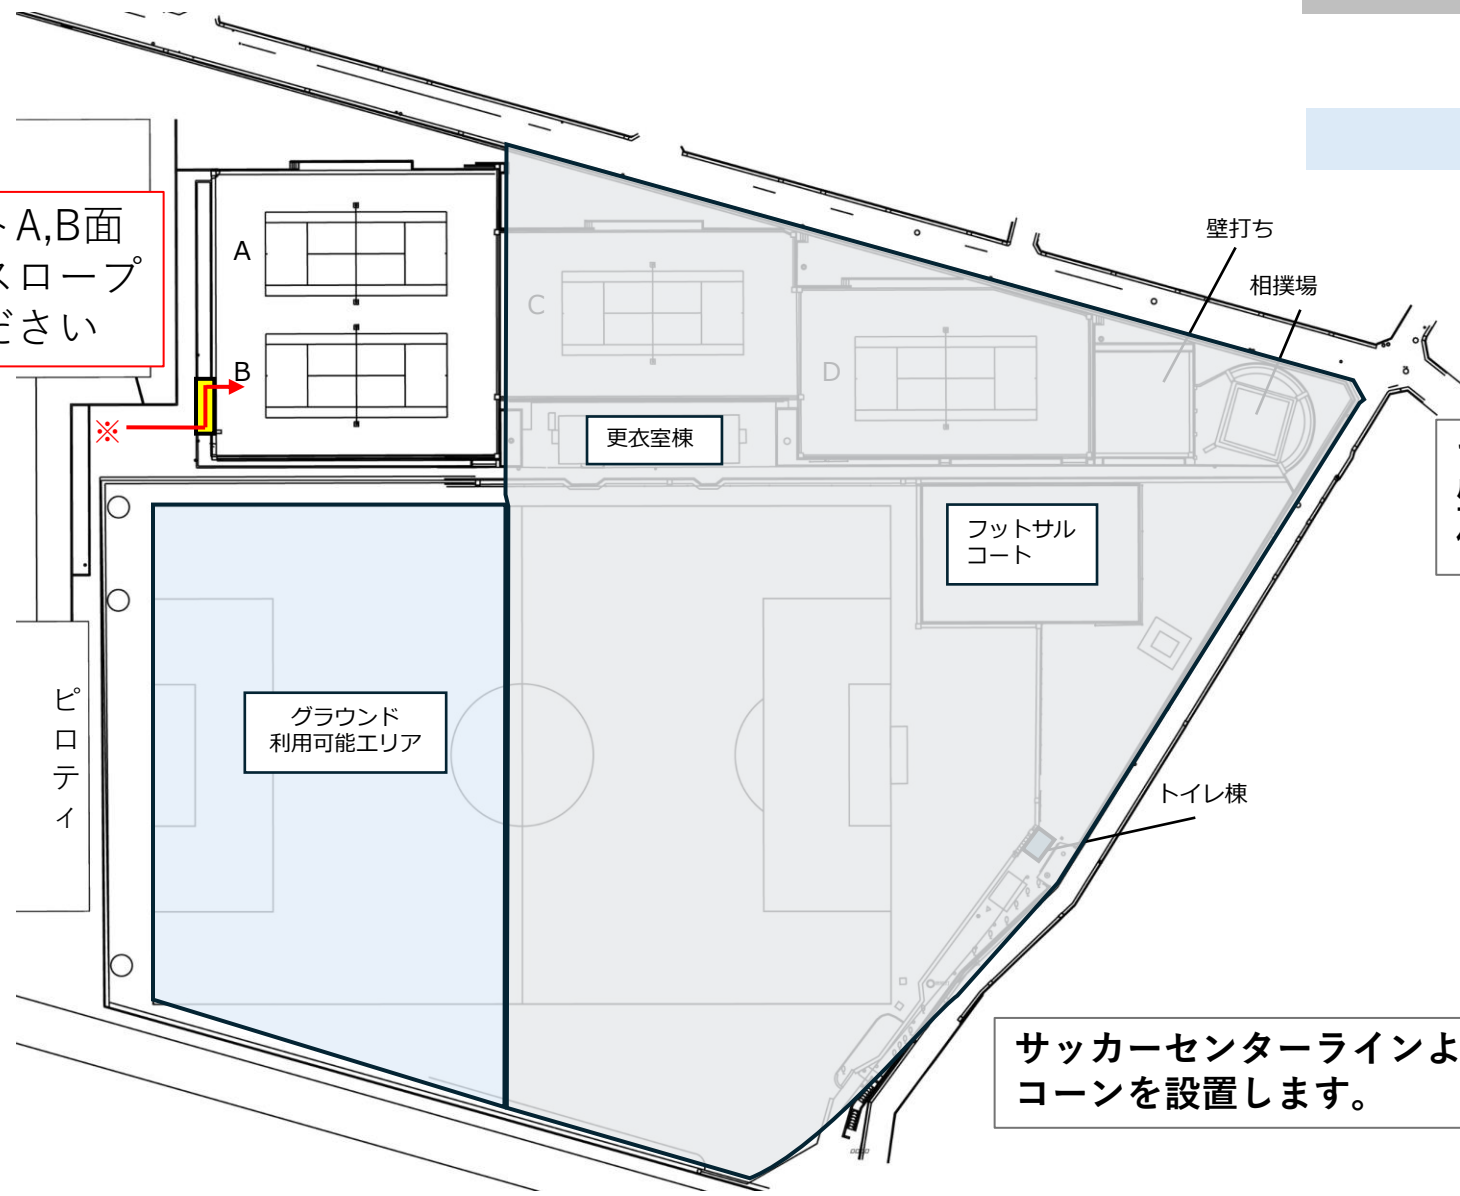 トA,B面
スロープ
ださい
A
B
C
D
※
壁打ち
相撲場
更衣室棟
フットサル
コート
グラウンド
利用可能エリア
ピロティ
トイレ棟
サッカーセンターラインよ
コーンを設置します。